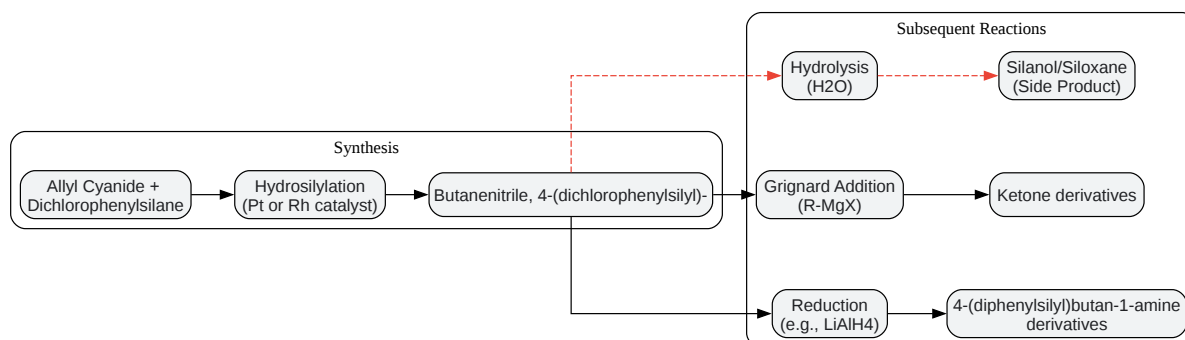 Subsequent Reactions
Hydrolysis
(H2O)
Silanol/Siloxane
(Side Product)
Synthesis
Allyl Cyanide +
Dichlorophenylsilane
Hydrosilylation
(Pt or Rh catalyst)
Butanenitrile, 4-(dichlorophenylsilyl)-
Grignard Addition
(R-MgX)
Ketone derivatives
Reduction
(e.g., LiAlH4)
4-(diphenylsilyl)butan-1-amine
derivatives